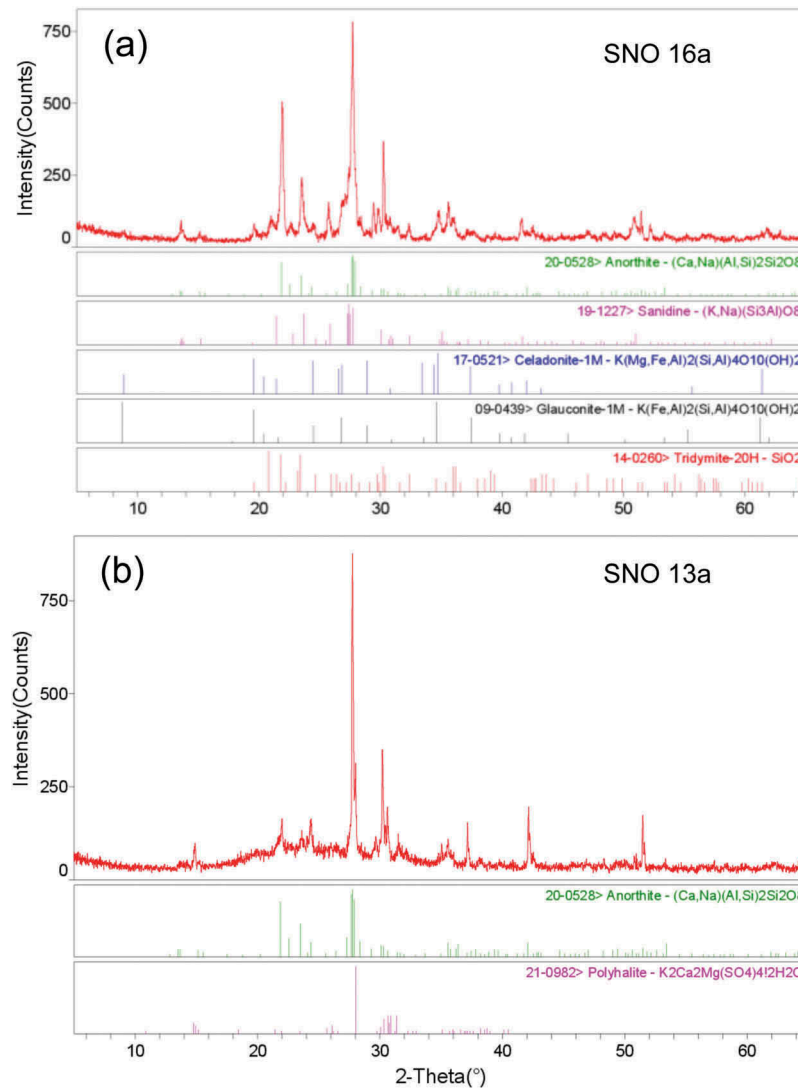 (a)
SNO 16a
750
500
250
0
Intensity(Counts)
20-0528> Anorthite - (Ca,Na)(Al,Si)2Si2O8
19-1227> Sanidine - (K,Na)(Si3Al)O8
17-0521> Celadonite-1M - K(Mg,Fe,Al)2(Si,Al)4O10(OH)2
09-0439> Glauconite-1M - K(Fe,Al)2(Si,Al)4O10(OH)2
14-0260> Tridymite-20H - SiO2
10 20 30 40 50 60
(b)
SNO 13a
750
500
250
0
Intensity(Counts)
20-0528> Anorthite - (Ca,Na)(Al,Si)2Si2O8
21-0982> Polyhalite - K2Ca2Mg(SO4)4!2H2O
10 20 30 40 50 60
2-Theta(°)